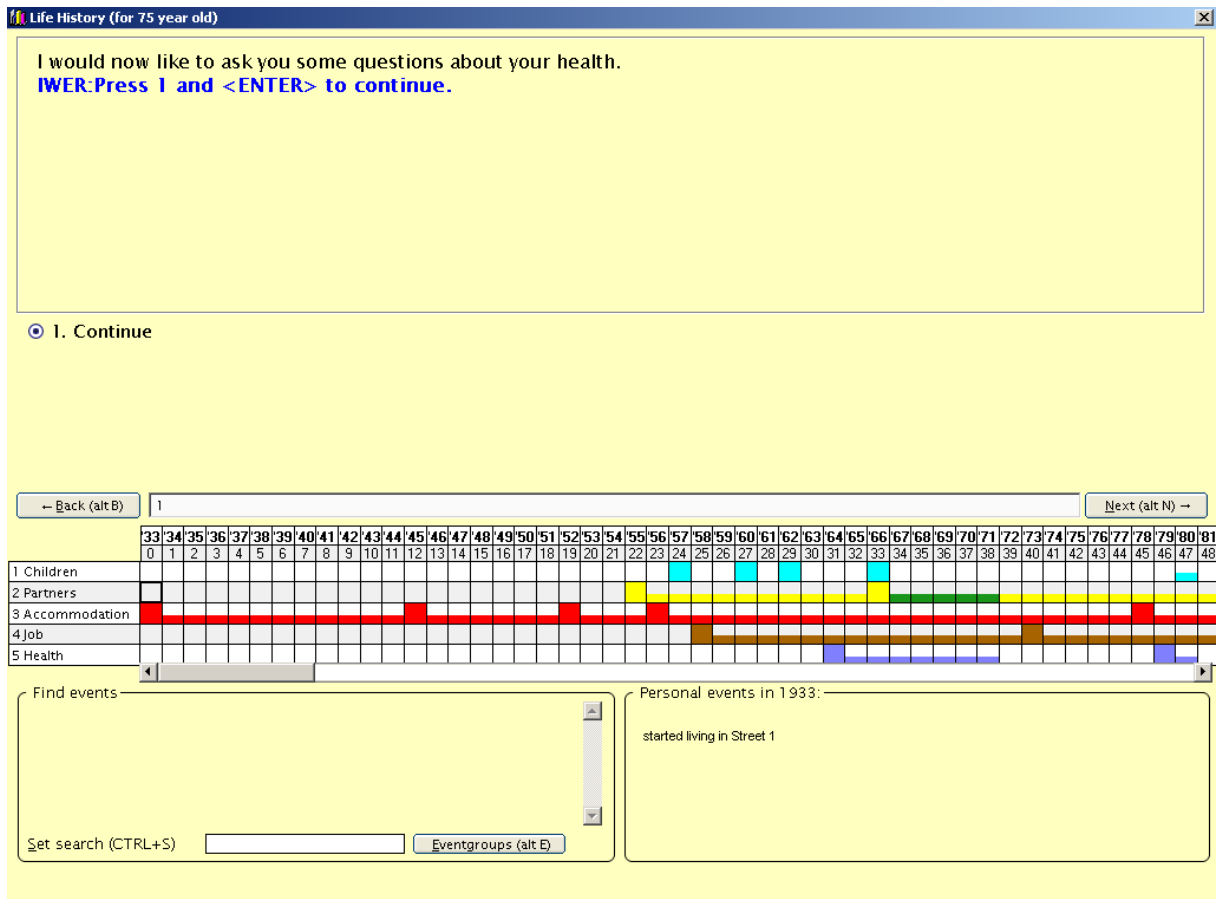 Life History (for 75 year old)
I would now like to ask you some questions about your health.
IWER:Press 1 and <ENTER> to continue.
1. Continue
← Back (alt B)
1
Next (alt N) →
'33 '34 '35 '36 '37 '38 '39 '40 '41 '42 '43 '44 '45 '46 '47 '48 '49 '50 '51 '52 '53 '54 '55 '56 '57 '58 '59 '60 '61 '62 '63 '64 '65 '66 '67 '68 '69 '70 '71 '72 '73 '74 '75 '76 '77 '78 '79 '80 '81
0 1 2 3 4 5 6 7 8 9 10 11 12 13 14 15 16 17 18 19 20 21 22 23 24 25 26 27 28 29 30 31 32 33 34 35 36 37 38 39 40 41 42 43 44 45 46 47 48
1 Children
2 Partners
3 Accommodation
4 Job
5 Health
Find events
Set search (CTRL+S)
Eventgroups (alt E)
Personal events in 1933:
started living in Street 1